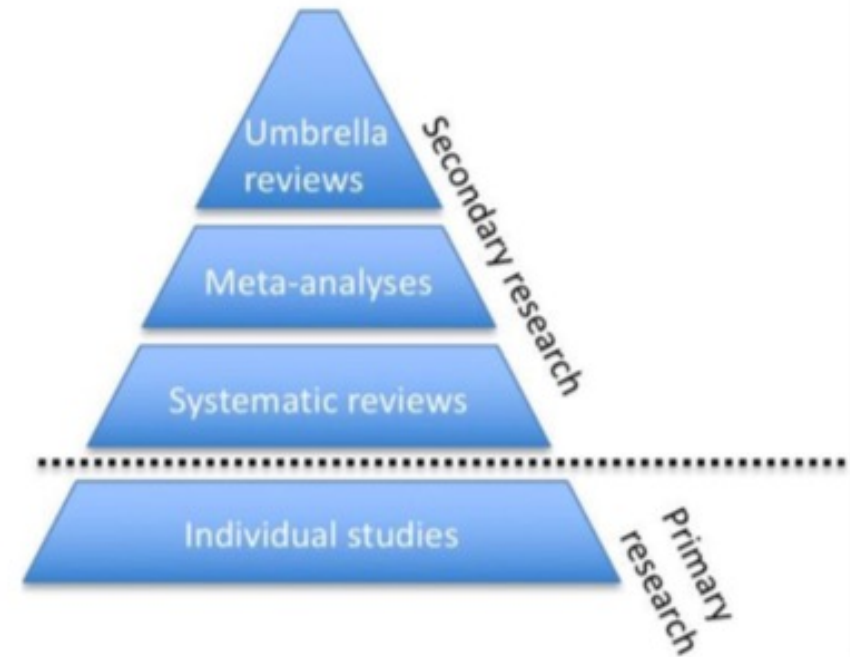 Umbrella
reviews
Secondary research
Meta-analyses
Systematic reviews
Individual studies
Primary
research